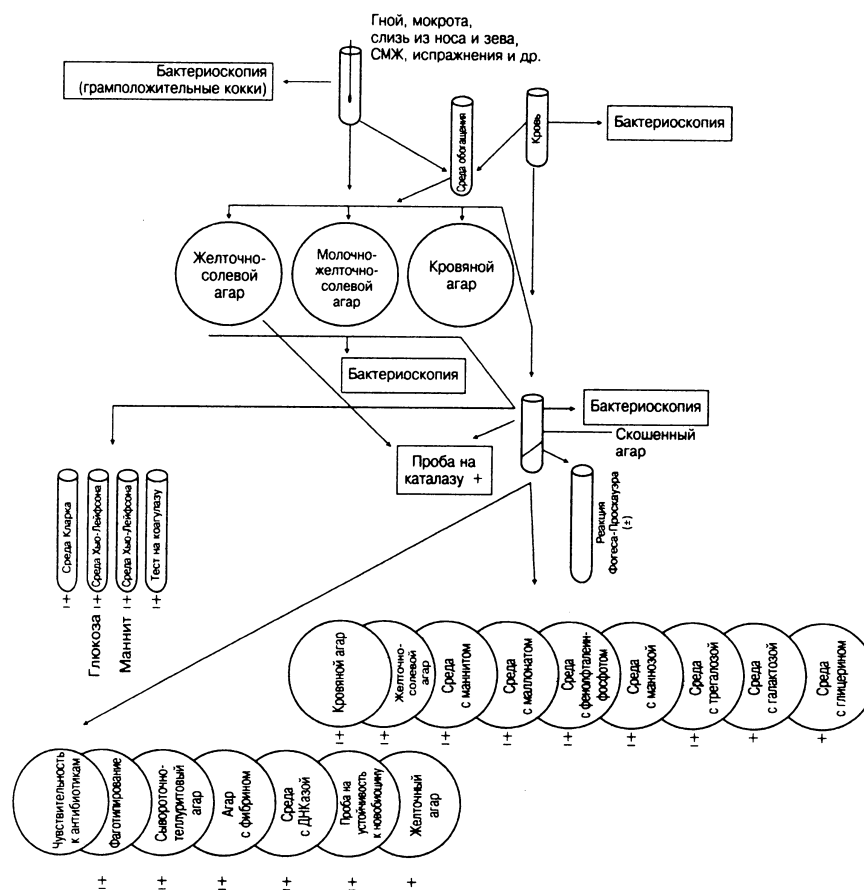 Гной, мокрота,
слизь из носа и зева,
СМЖ, испражнения и др.
Бактериоскопия
(грамположительные кокки)
Среда обогащения
Кровь
Бактериоскопия
Желточно-
солевой
агар
Молочно-
желточно-
солевой
агар
Кровяной
агар
Бактериоскопия
Бактериоскопия
Скошенный
агар
Проба на
каталазу +
Реакция
Фогеса-Проскауэра
(±)
Среда Кларка
Среда Хью-Лейфсона
Среда Хью-Лейфсона
Тест на коагулазу
±
Глюкоза ±
Маннит ±
±
Кровяной агар
Желточно-
солевой
агар
Среда
с маннитом
Среда
с маллонатом
Среда
с фенолфталеин-
фосфотом
Среда
с маннозой
Среда
с трегалозой
Среда
с галактозой
Среда
с глицерином
±
±
±
±
±
±
±
+
+
Чувствительность
к антибиотикам
Фаготипирование
Сывороточно-
теллуритовый
агар
Агар
с фибрином
Среда
с ДНКазой
Проба на
устойчивость
к новобиоцину
Желточный
агар
±
±
±
±
±
+